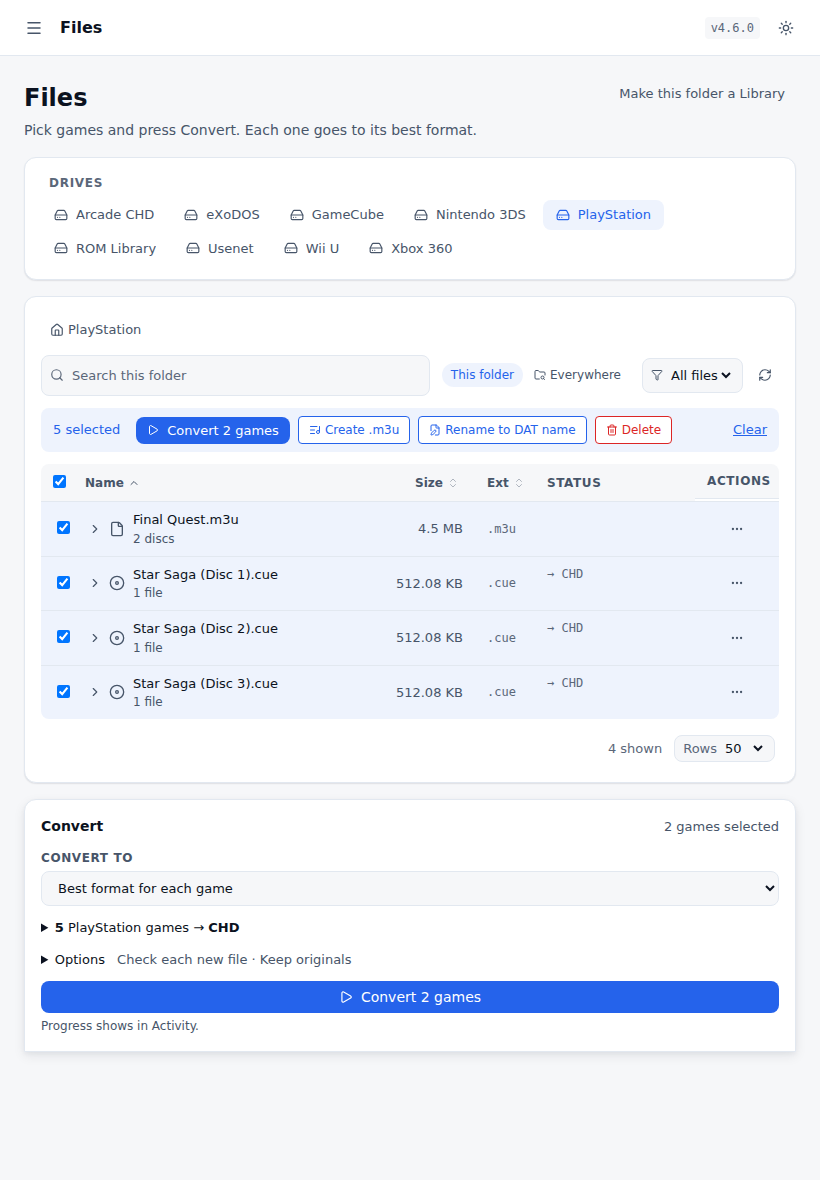 Files
v4.6.0
Files
Make this folder a Library
Pick games and press Convert. Each one goes to its best format.
DRIVES
Arcade CHD
eXoDOS
GameCube
Nintendo 3DS
PlayStation
ROM Library
Usenet
Wii U
Xbox 360
PlayStation
Search this folder
This folder
Everywhere
All files
5 selected
Convert 2 games
Create .m3u
Rename to DAT name
Delete
Clear
Name
Size
Ext
STATUS
ACTIONS
Final Quest.m3u
2 discs
4.5 MB
.m3u
Star Saga (Disc 1).cue
1 file
512.08 KB
.cue
→ CHD
Star Saga (Disc 2).cue
1 file
512.08 KB
.cue
→ CHD
Star Saga (Disc 3).cue
1 file
512.08 KB
.cue
→ CHD
4 shown
Rows 50
Convert
2 games selected
CONVERT TO
Best format for each game
5 PlayStation games → CHD
Options Check each new file · Keep originals
Convert 2 games
Progress shows in Activity.